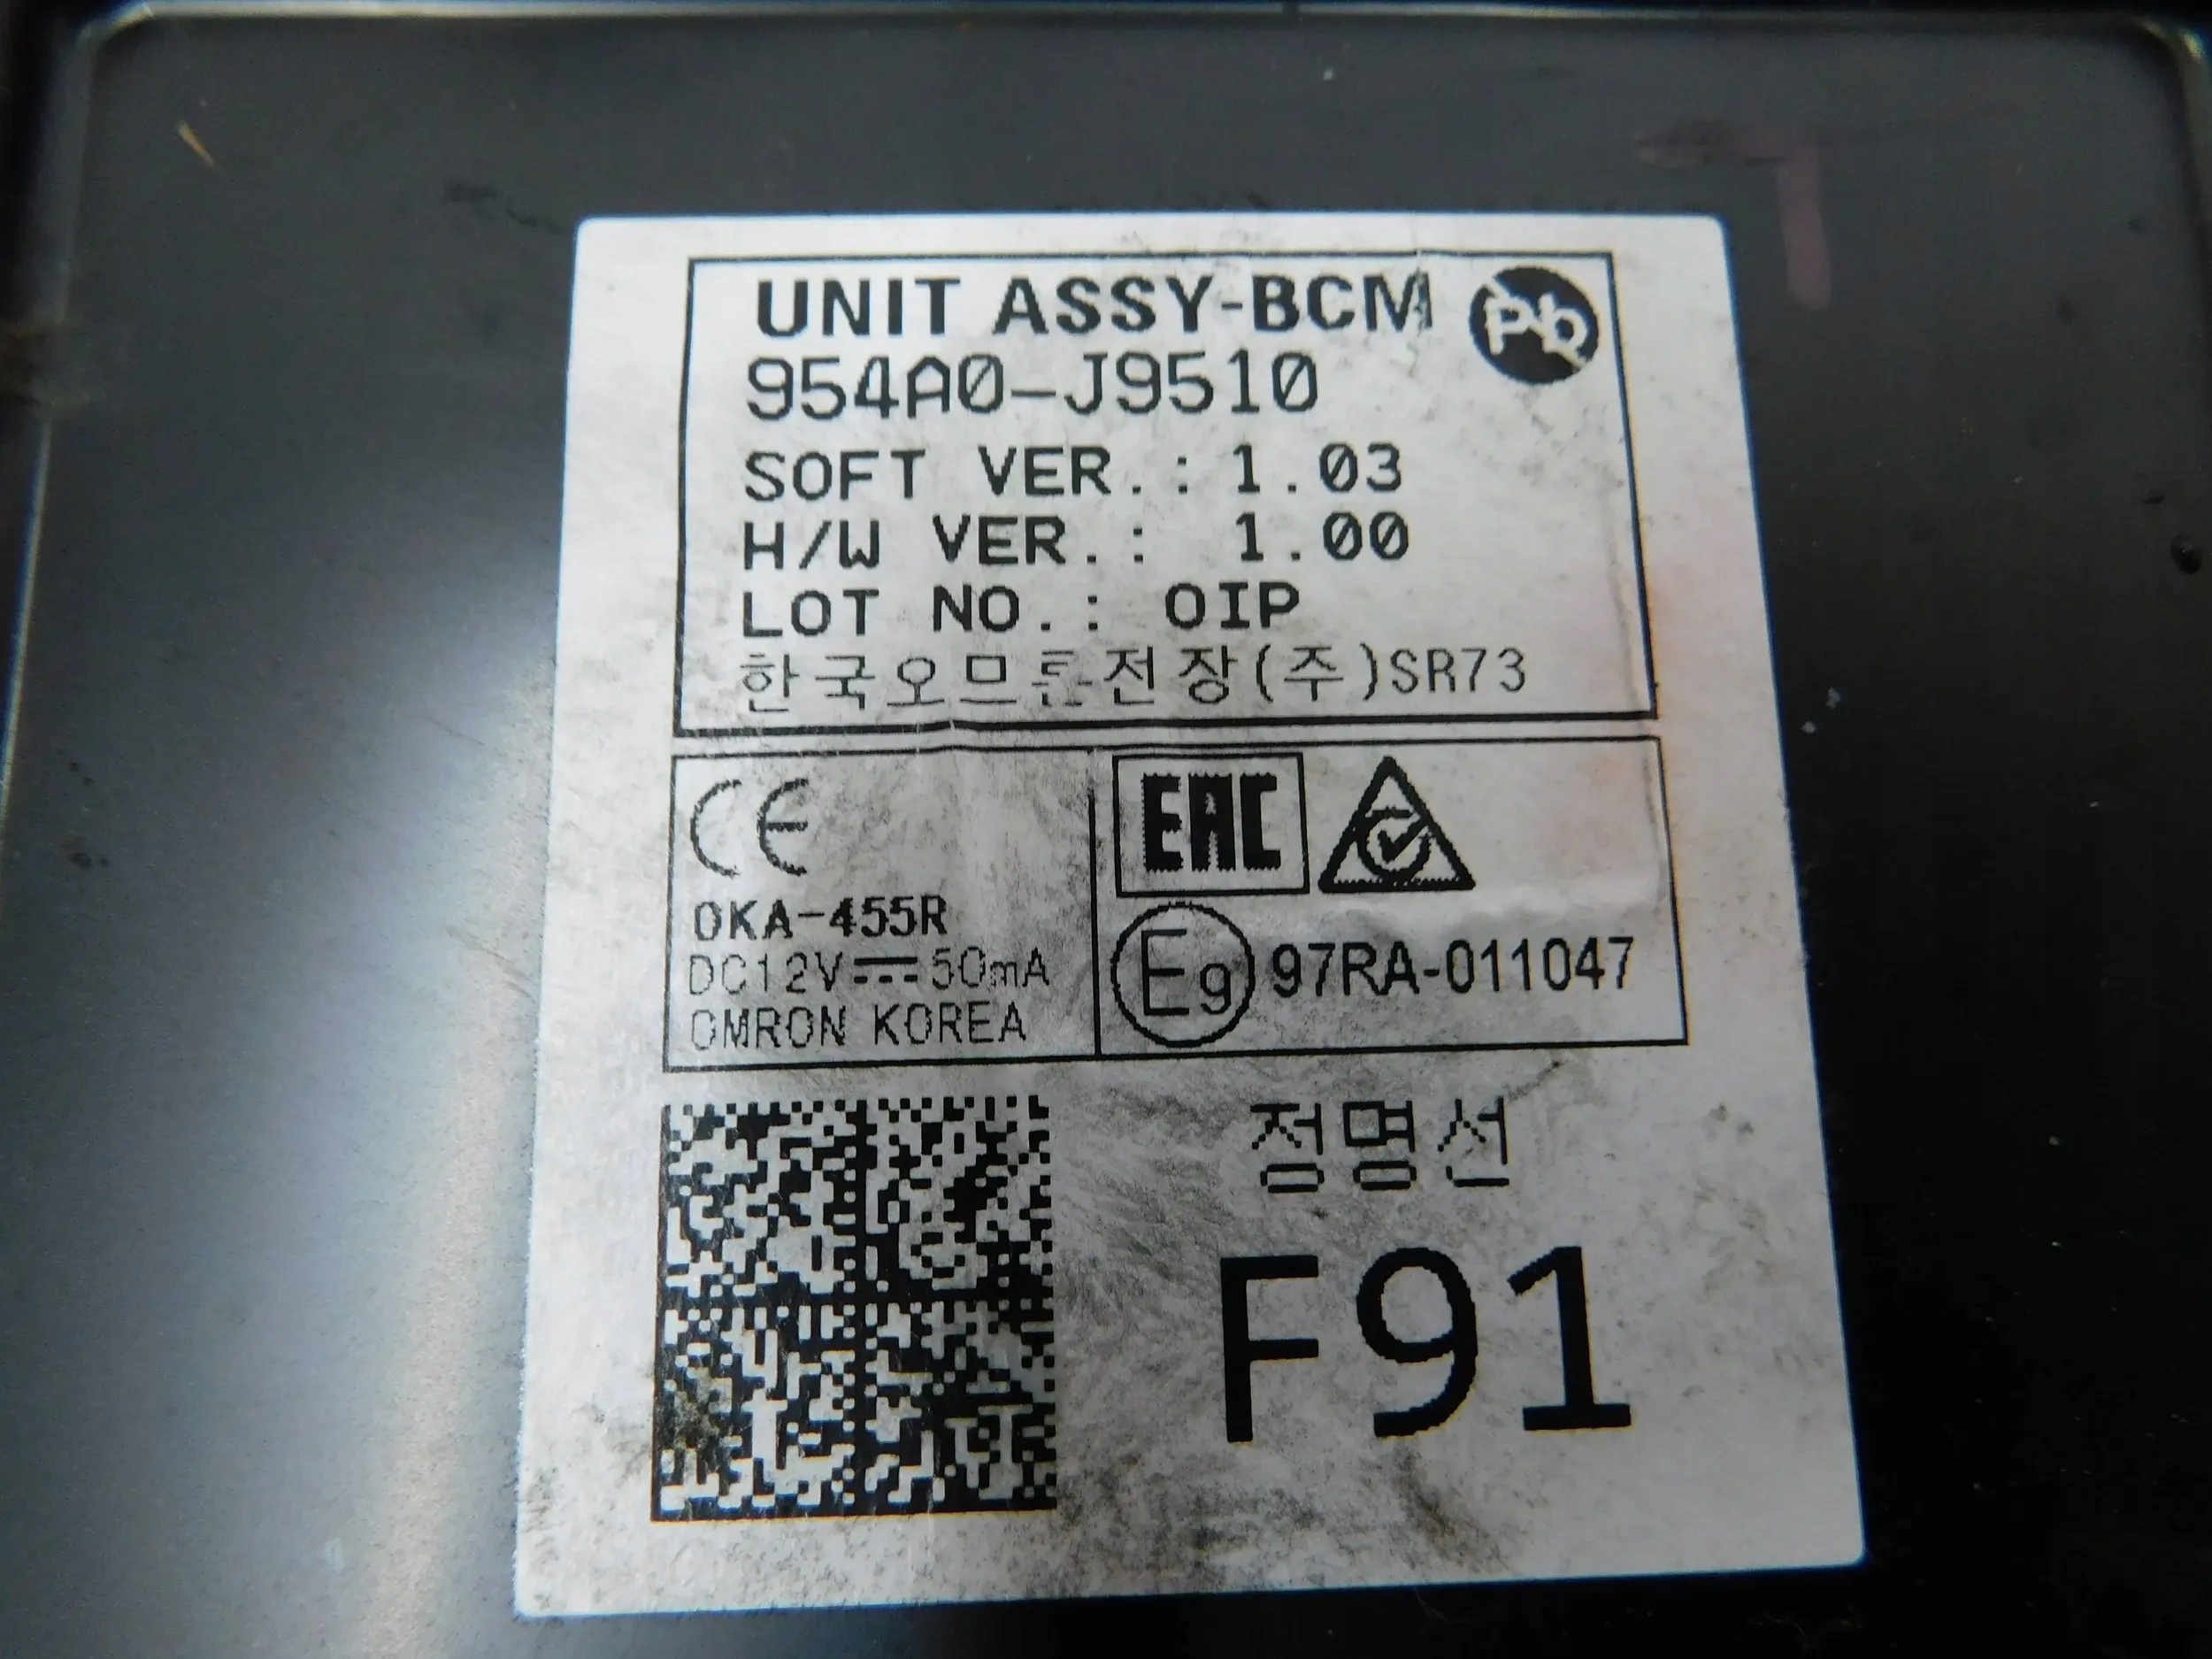 UNIT ASSY-BCM
Pb
954A0-J9510
SOFT VER.: 1.03
H/W VER.: 1.00
LOT NO.: OIP
한국오므론전장(주)SR73
CE
EAC
OKA-455R
DC12V⎓50mA
OMRON KOREA
E9 97RA-011047
정명선
F91